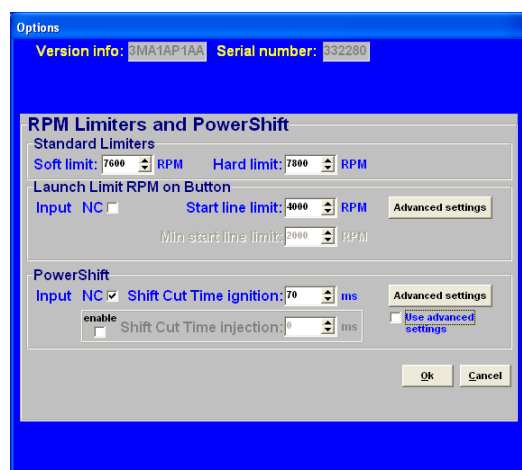 Options
Version info: 3MA1AP1AA Serial number: 332280
RPM Limiters and PowerShift
Standard Limiters
Soft limit: 7600 RPM Hard limit: 7800 RPM
Launch Limit RPM on Button
Input NC Start line limit: 4000 RPM Advanced settings
Min start line limit: 2000 RPM
PowerShift
Input NC Shift Cut Time ignition: 70 ms Advanced settings
enable Shift Cut Time injection: 0 ms Use advanced
settings
Ok Cancel